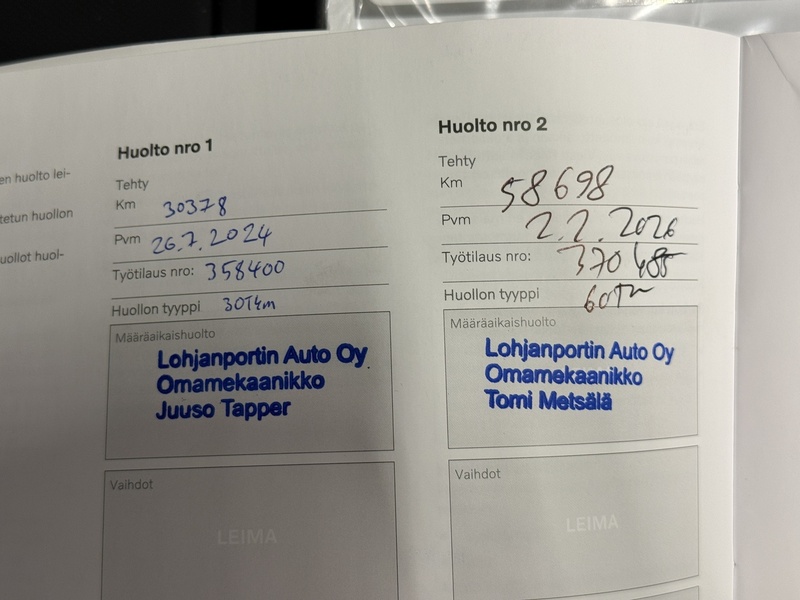 en huolto lei-
tetun huollon
uollot huol-
Huolto nro 1
Tehty
Km 30378
Pvm 26.7.2024
Työtilaus nro: 358400
Huollon tyyppi 30Tkm
Määräaikaishuolto
Lohjanportin Auto Oy
Omamekaanikko
Juuso Tapper
Vaihdot
LEIMA
Huolto nro 2
Tehty
Km 58698
Pvm 2.2.2026
Työtilaus nro: 370485
Huollon tyyppi
Määräaikaishuolto
Lohjanportin Auto Oy
Omamekaanikko
Tomi Metsälä
Vaihdot
LEIMA